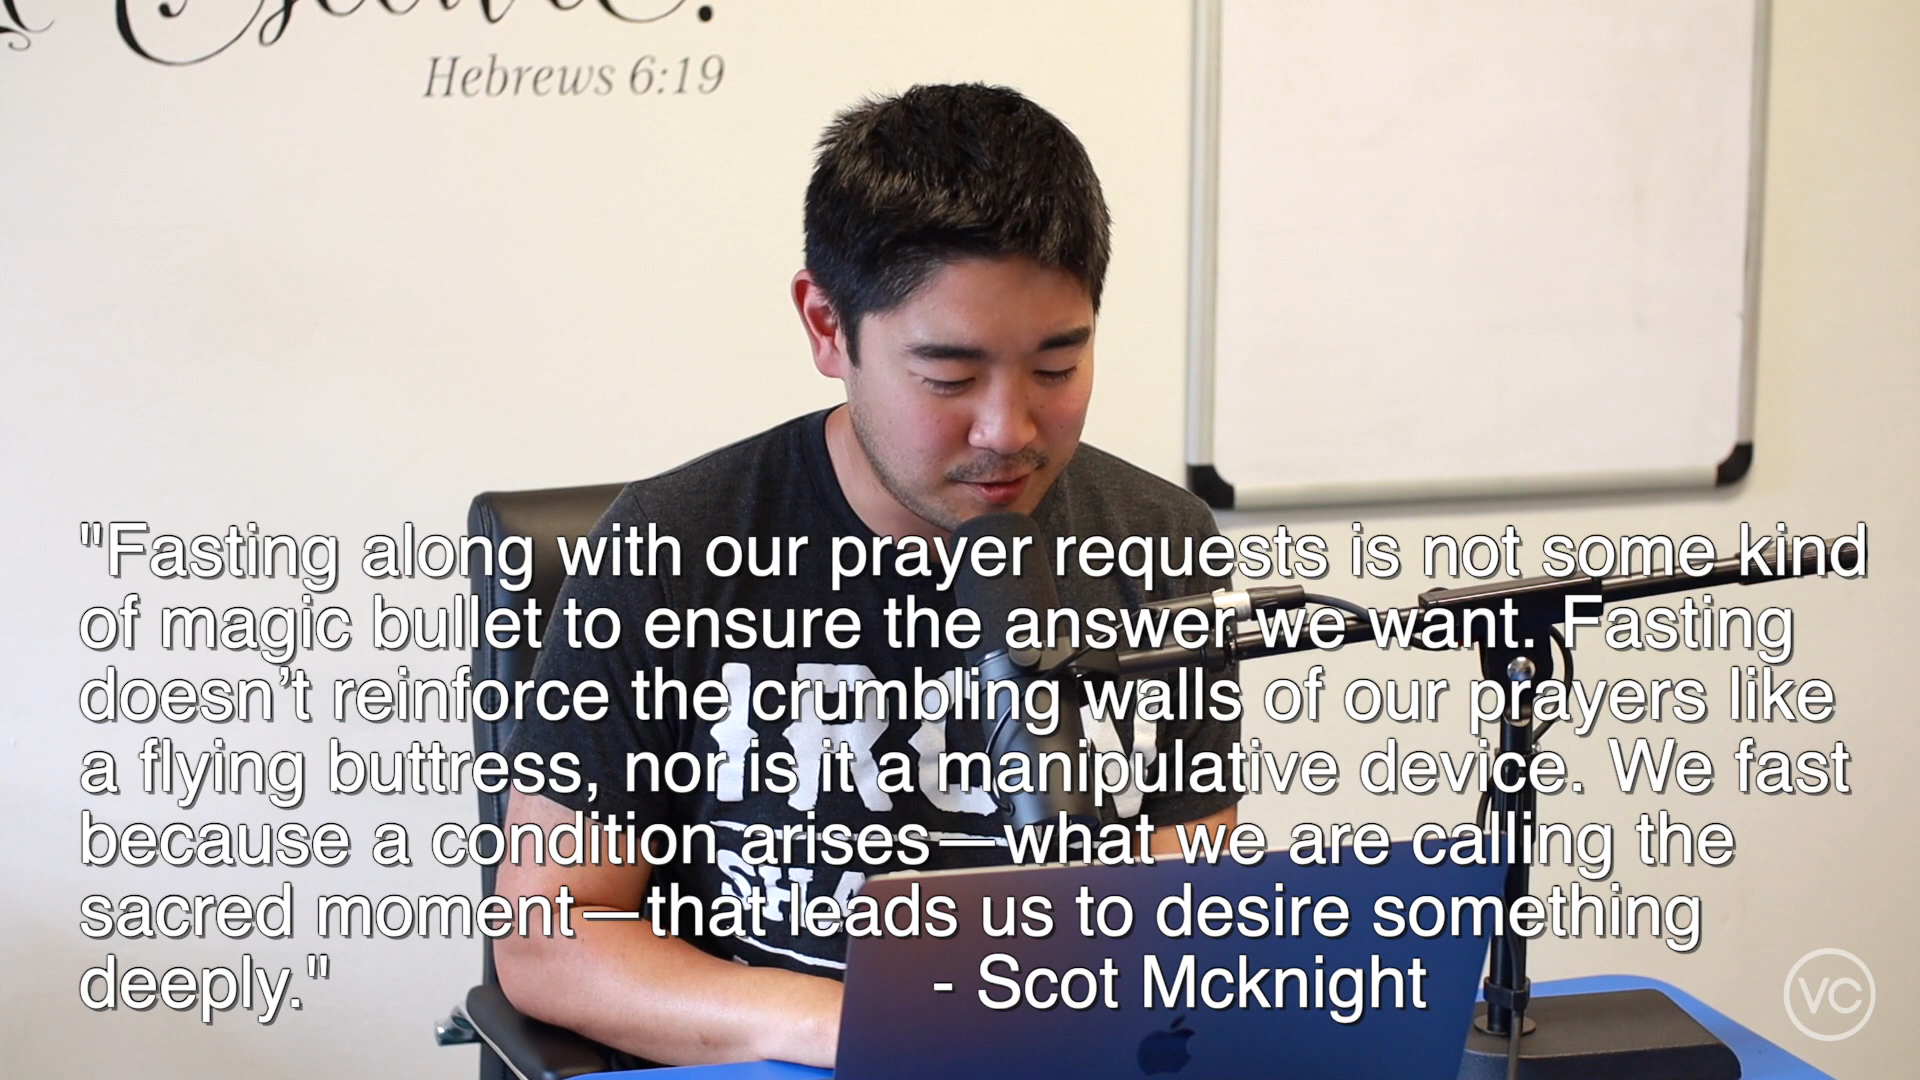 Hebrews 6:19
"Fasting along with our prayer requests is not some kind
of magic bullet to ensure the answer we want. Fasting
doesn’t reinforce the crumbling walls of our prayers like
a flying buttress, nor is it a manipulative device. We fast
because a condition arises—what we are calling the
sacred moment—that leads us to desire something
deeply."
- Scot Mcknight
IRON
VC